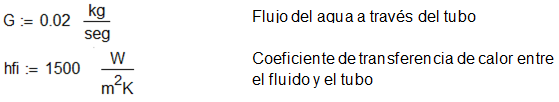 G := 0.02 kg/seg Flujo del agua a través del tubo
hfi := 1500 W/m²K Coeficiente de transferencia de calor entre
el fluido y el tubo